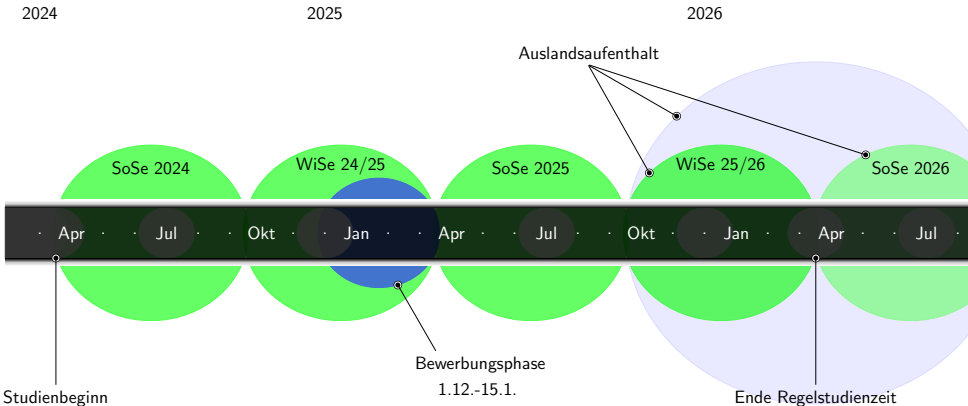 2024 2025 2026
Auslandsaufenthalt
SoSe 2024 WiSe 24/25 SoSe 2025 WiSe 25/26 SoSe 2026
Apr Jul Okt Jan Apr Jul Okt Jan Apr Jul
Bewerbungsphase
1.12.-15.1.
Studienbeginn Ende Regelstudienzeit